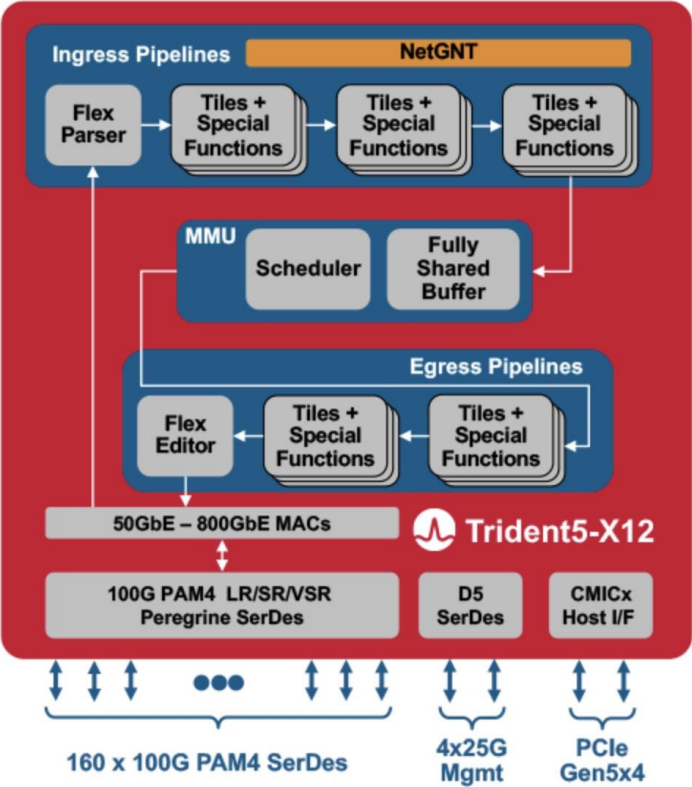 Ingress Pipelines
NetGNT
Flex
Parser
Tiles +
Special
Functions
Tiles +
Special
Functions
Tiles +
Special
Functions
MMU
Scheduler
Fully
Shared
Buffer
Egress Pipelines
Flex
Editor
Tiles +
Special
Functions
Tiles +
Special
Functions
50GbE – 800GbE MACs
Trident5-X12
100G PAM4 LR/SR/VSR
Peregrine SerDes
D5
SerDes
CMICx
Host I/F
160 x 100G PAM4 SerDes
4x25G
Mgmt
PCIe
Gen5x4